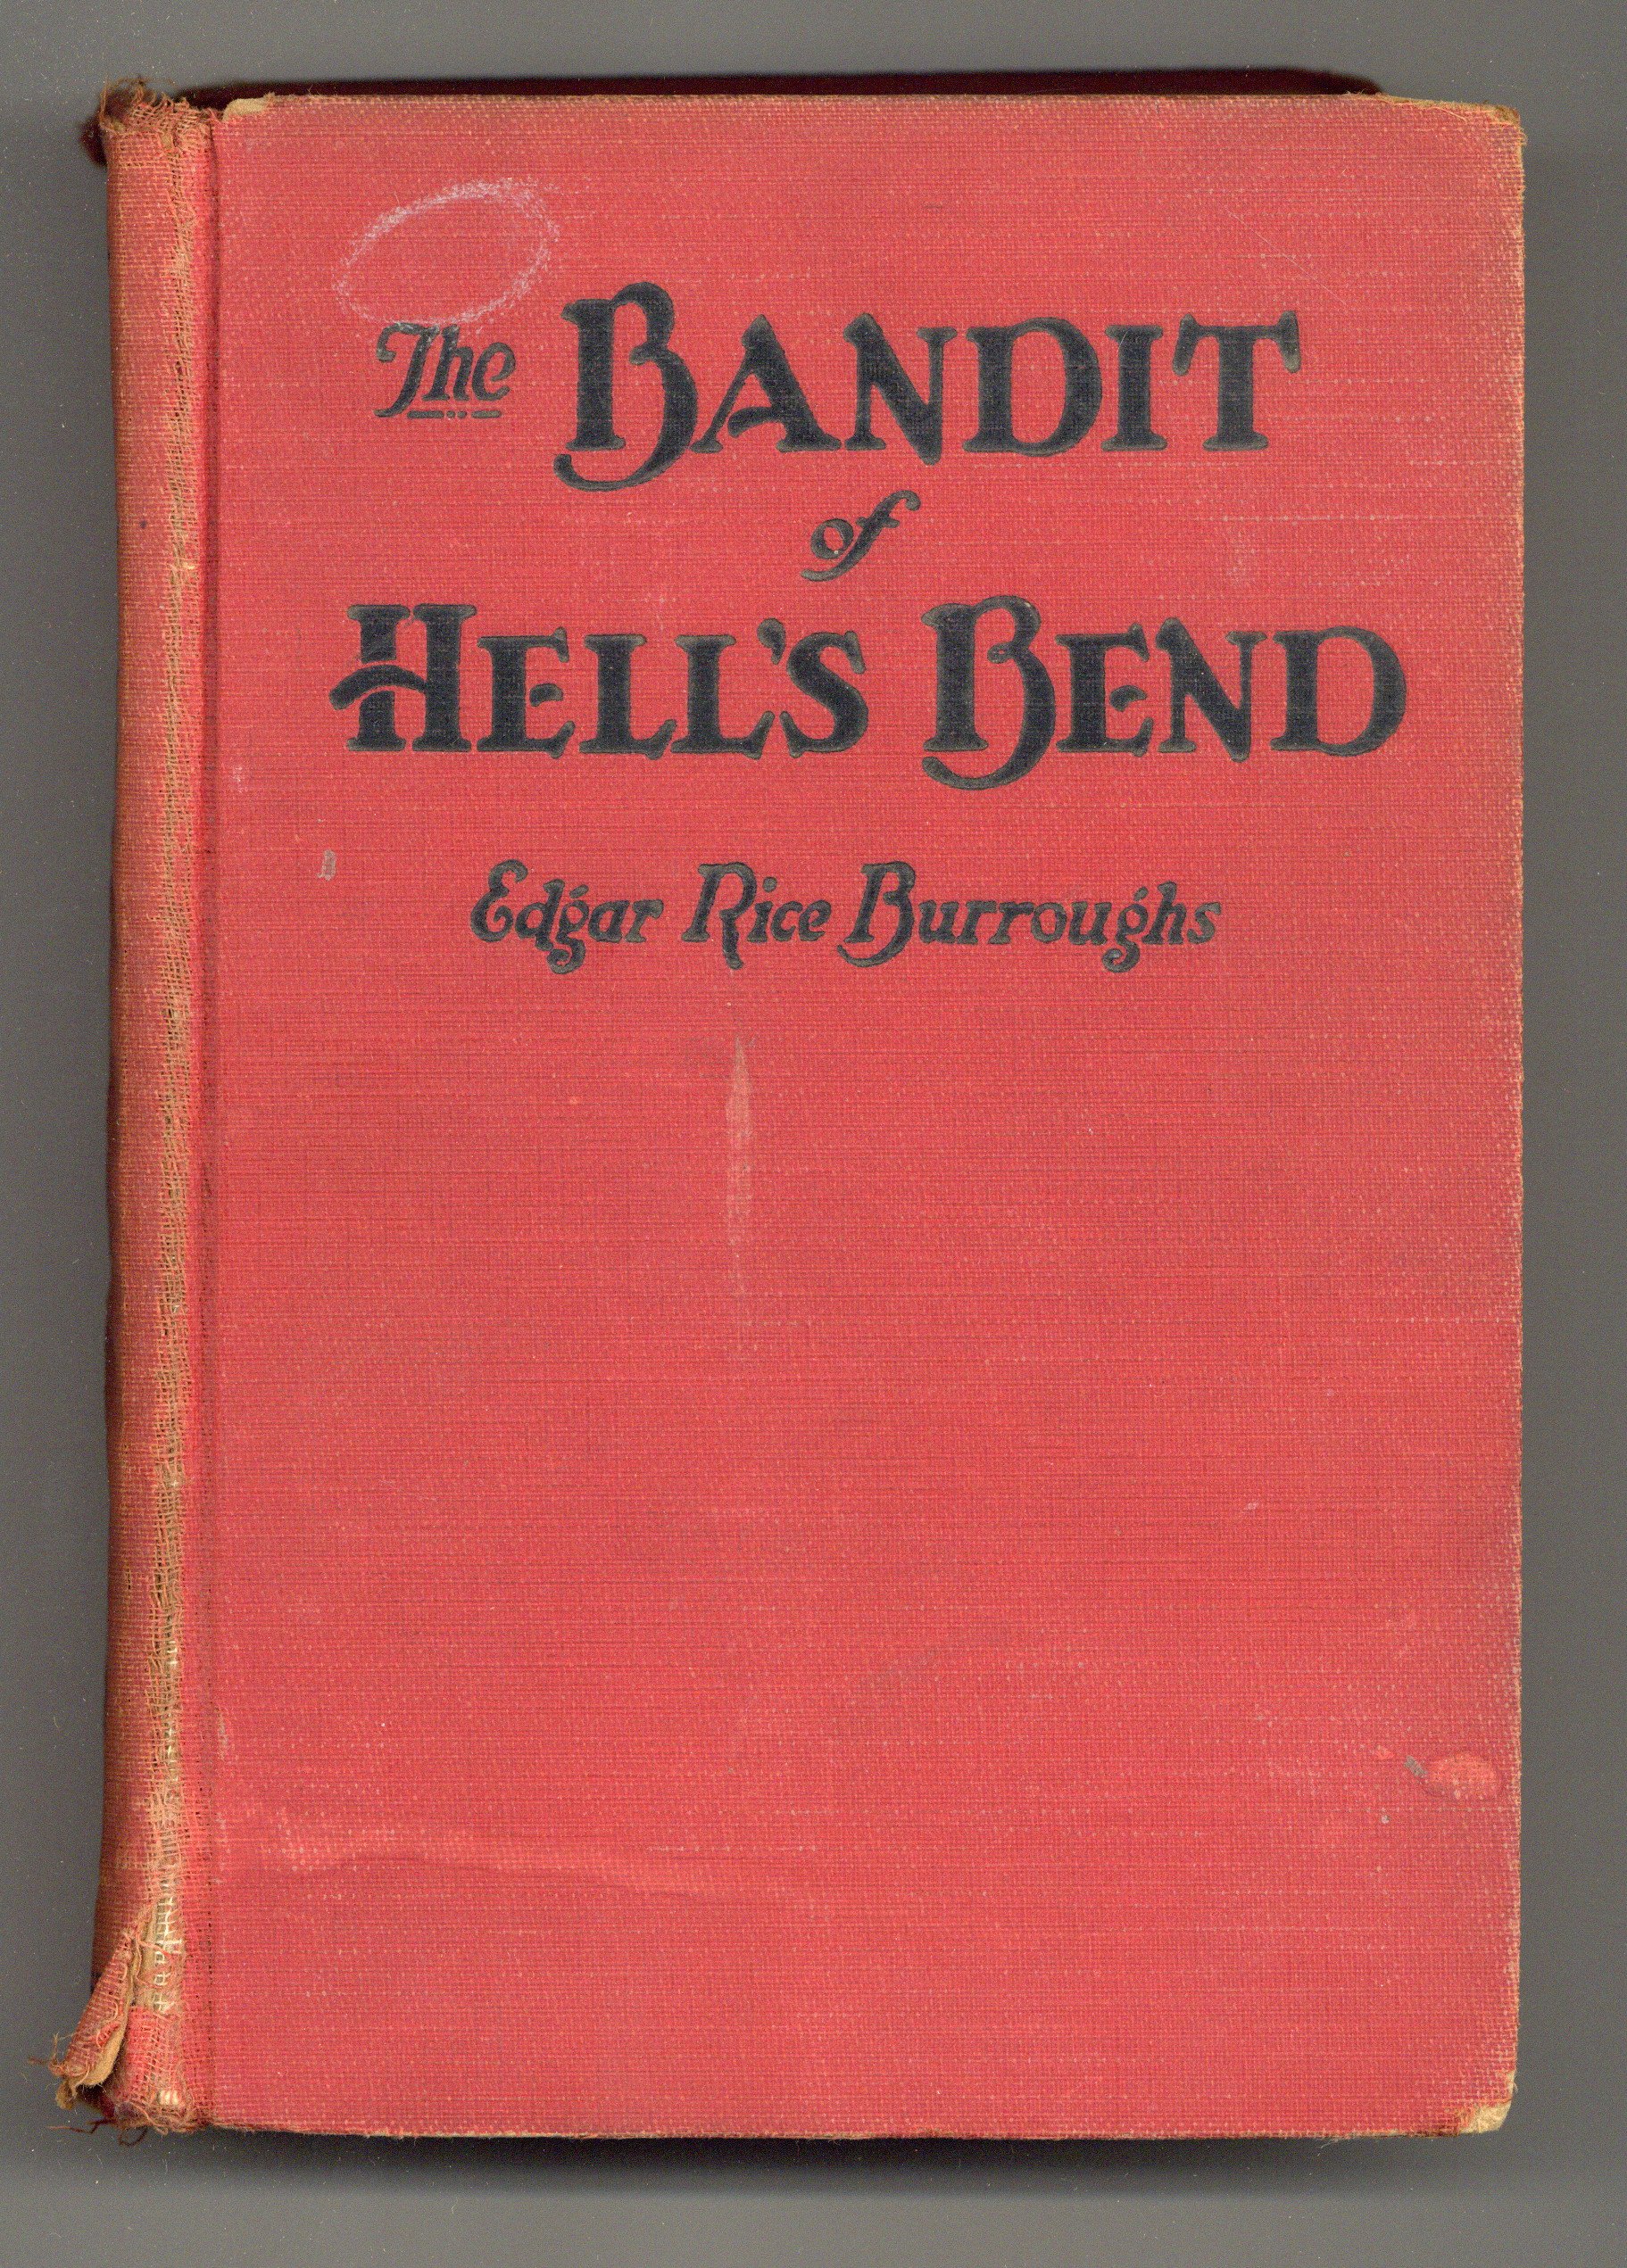 The BANDIT
of
HELL'S BEND
Edgar Rice Burroughs